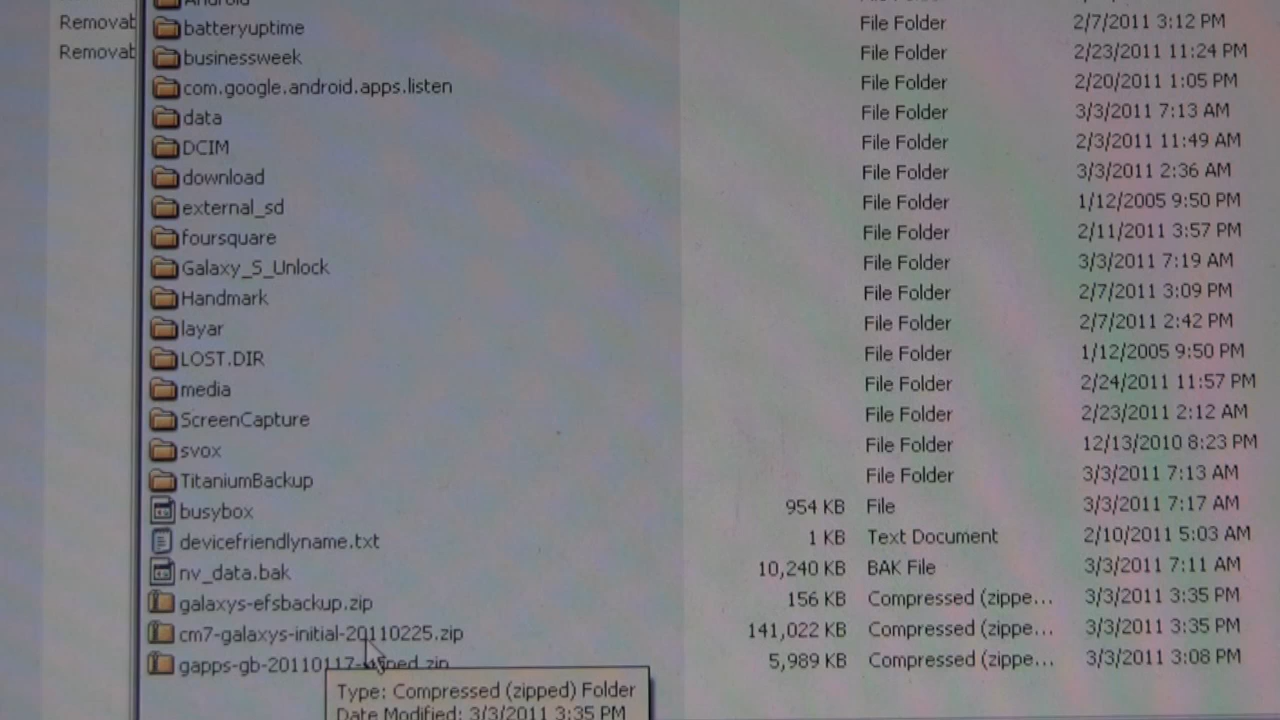 Android File Folder
Removab batteryuptime File Folder 2/7/2011 3:12 PM
Removab businessweek File Folder 2/23/2011 11:24 PM
com.google.android.apps.listen File Folder 2/20/2011 1:05 PM
data File Folder 3/3/2011 7:13 AM
DCIM File Folder 2/3/2011 11:49 AM
download File Folder 3/3/2011 2:36 AM
external_sd File Folder 1/12/2005 9:50 PM
foursquare File Folder 2/11/2011 3:57 PM
Galaxy_S_Unlock File Folder 3/3/2011 7:19 AM
Handmark File Folder 2/7/2011 3:09 PM
layar File Folder 2/7/2011 2:42 PM
LOST.DIR File Folder 1/12/2005 9:50 PM
media File Folder 2/24/2011 11:57 PM
ScreenCapture File Folder 2/23/2011 2:12 AM
svox File Folder 12/13/2010 8:23 PM
TitaniumBackup File Folder 3/3/2011 7:13 AM
busybox 954 KB File 3/3/2011 7:17 AM
devicefriendlyname.txt 1 KB Text Document 2/10/2011 5:03 AM
nv_data.bak 10,240 KB BAK File 3/3/2011 7:11 AM
galaxys-efsbackup.zip 156 KB Compressed (zippe... 3/3/2011 3:35 PM
cm7-galaxys-initial-20110225.zip 141,022 KB Compressed (zippe... 3/3/2011 3:35 PM
gapps-gb-20110117-signed.zip 5,989 KB Compressed (zippe... 3/3/2011 3:08 PM
Type: Compressed (zipped) Folder
Date Modified: 3/3/2011 3:35 PM